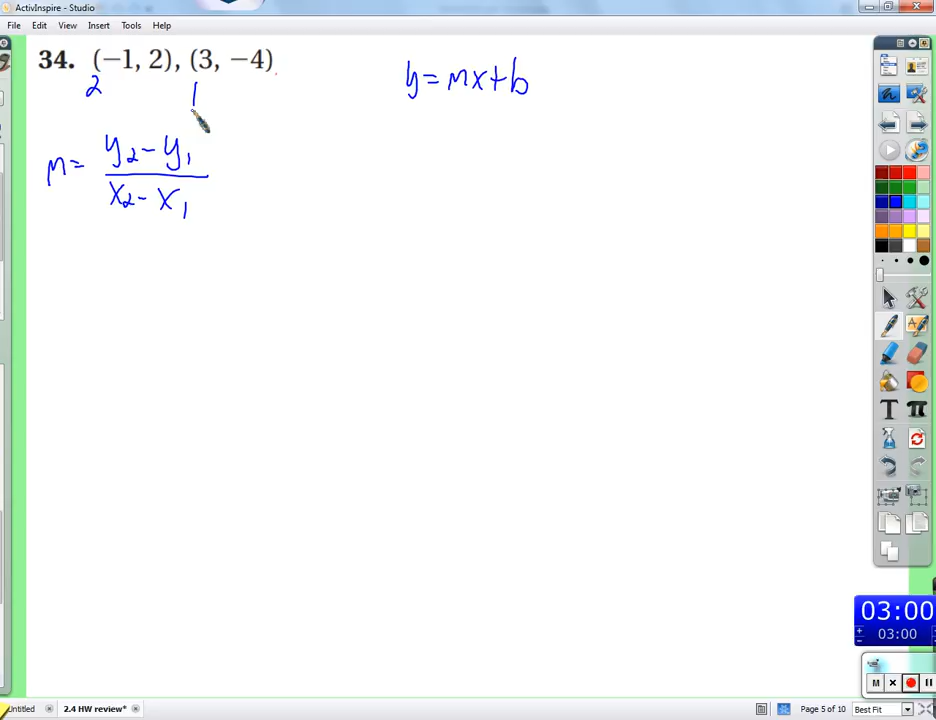 ActivInspire - Studio
File Edit View Insert Tools Help
34. (−1, 2), (3, −4)
2 1
y = mx + b
m = y₂ − y₁
x₂ − x₁
03:00
03:00
M
Untitled 2.4 HW review* Page 5 of 10 Best Fit